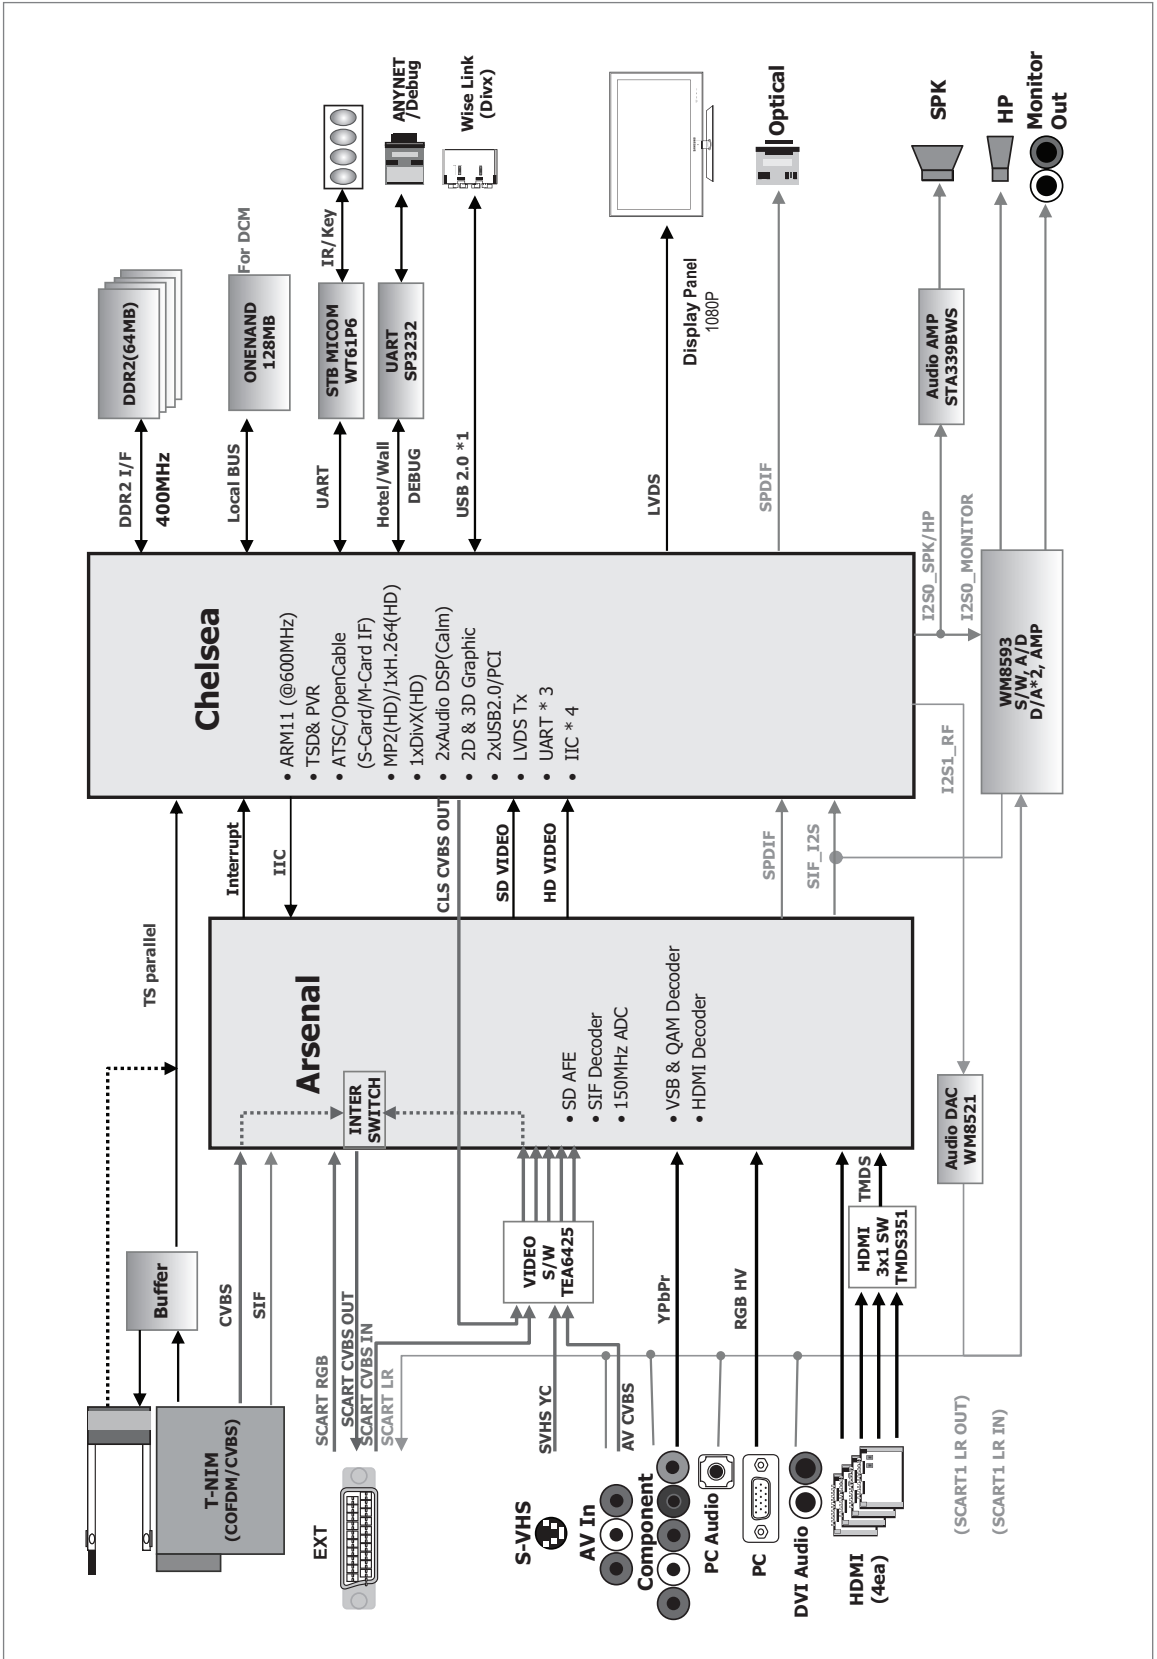 DDR2(64MB)
DDR2 I/F
400MHz
For DCM
ONENAND
128MB
Local BUS
IR/Key
STB MICOM
WT61P6
UART
ANYNET
/Debug
UART
SP3232
Hotel/Wall
DEBUG
Wise Link
(Divx)
USB 2.0 *1
Display Panel
1080P
LVDS
Optical
SPDIF
SPK
HP
Monitor
Out
Audio AMP
STA339BWS
I2S0_SPK/HP
I2S0_MONITOR
WM8593
S/W, A/D
D/A*2, AMP
I2S1_RF
Chelsea
• ARM11 (@600MHz)
• TSD& PVR
• ATSC/OpenCable
(S-Card/M-Card IF)
• MP2(HD)/1xH.264(HD)
• 1xDivX(HD)
• 2xAudio DSP(Calm)
• 2D & 3D Graphic
• 2xUSB2.0/PCI
• LVDS Tx
• UART * 3
• IIC * 4
TS parallel
Interrupt
IIC
CLS CVBS OUT
SD VIDEO
HD VIDEO
SPDIF
SIF_I2S
Arsenal
INTER
SWITCH
• SD AFE
• SIF Decoder
• 150MHz ADC
• VSB & QAM Decoder
• HDMI Decoder
Audio DAC
WM8521
Buffer
CVBS
SIF
SCART RGB
SCART CVBS OUT
SCART CVBS IN
SCART LR
VIDEO
S/W
TEA6425
SVHS YC
AV CVBS
YPbPr
RGB HV
TMDS
HDMI
3x1 SW
TMDS351
T-NIM
(COFDM/CVBS)
EXT
S-VHS
AV In
Component
PC Audio
PC
DVI Audio
HDMI
(4ea)
(SCART1 LR OUT)
(SCART1 LR IN)